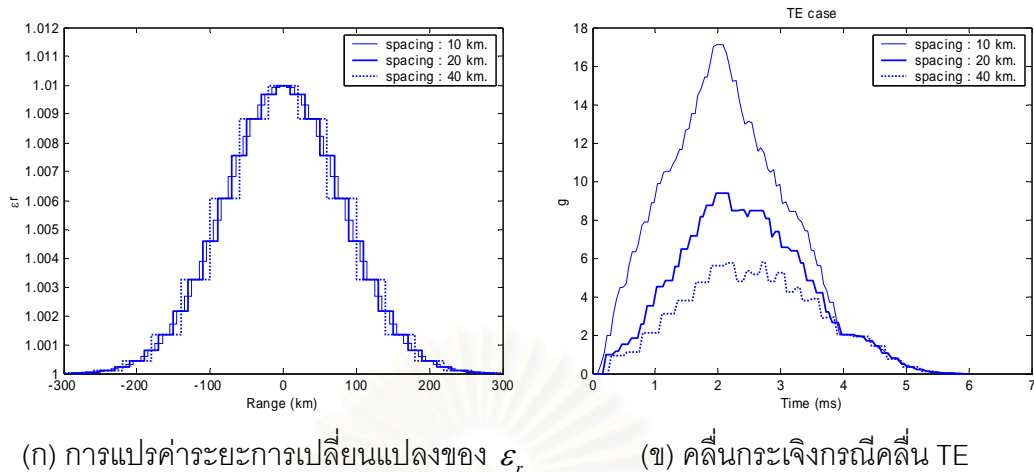 TE case
1.012
1.010
1.009
1.008
1.007
1.006
1.005
1.004
1.003
1.002
1.001
1
εr
-300 -200 -100 0 100 200 300
Range (km)
spacing : 10 km.
spacing : 20 km.
spacing : 40 km.
18
16
14
12
10
8
6
4
2
0
g
0 1 2 3 4 5 6 7
Time (ms)
spacing : 10 km.
spacing : 20 km.
spacing : 40 km.
(ก) การแปรค่าระยะการเปลี่ยนแปลงของ εr
(ข) คลื่นกระเจิงกรณีคลื่น TE